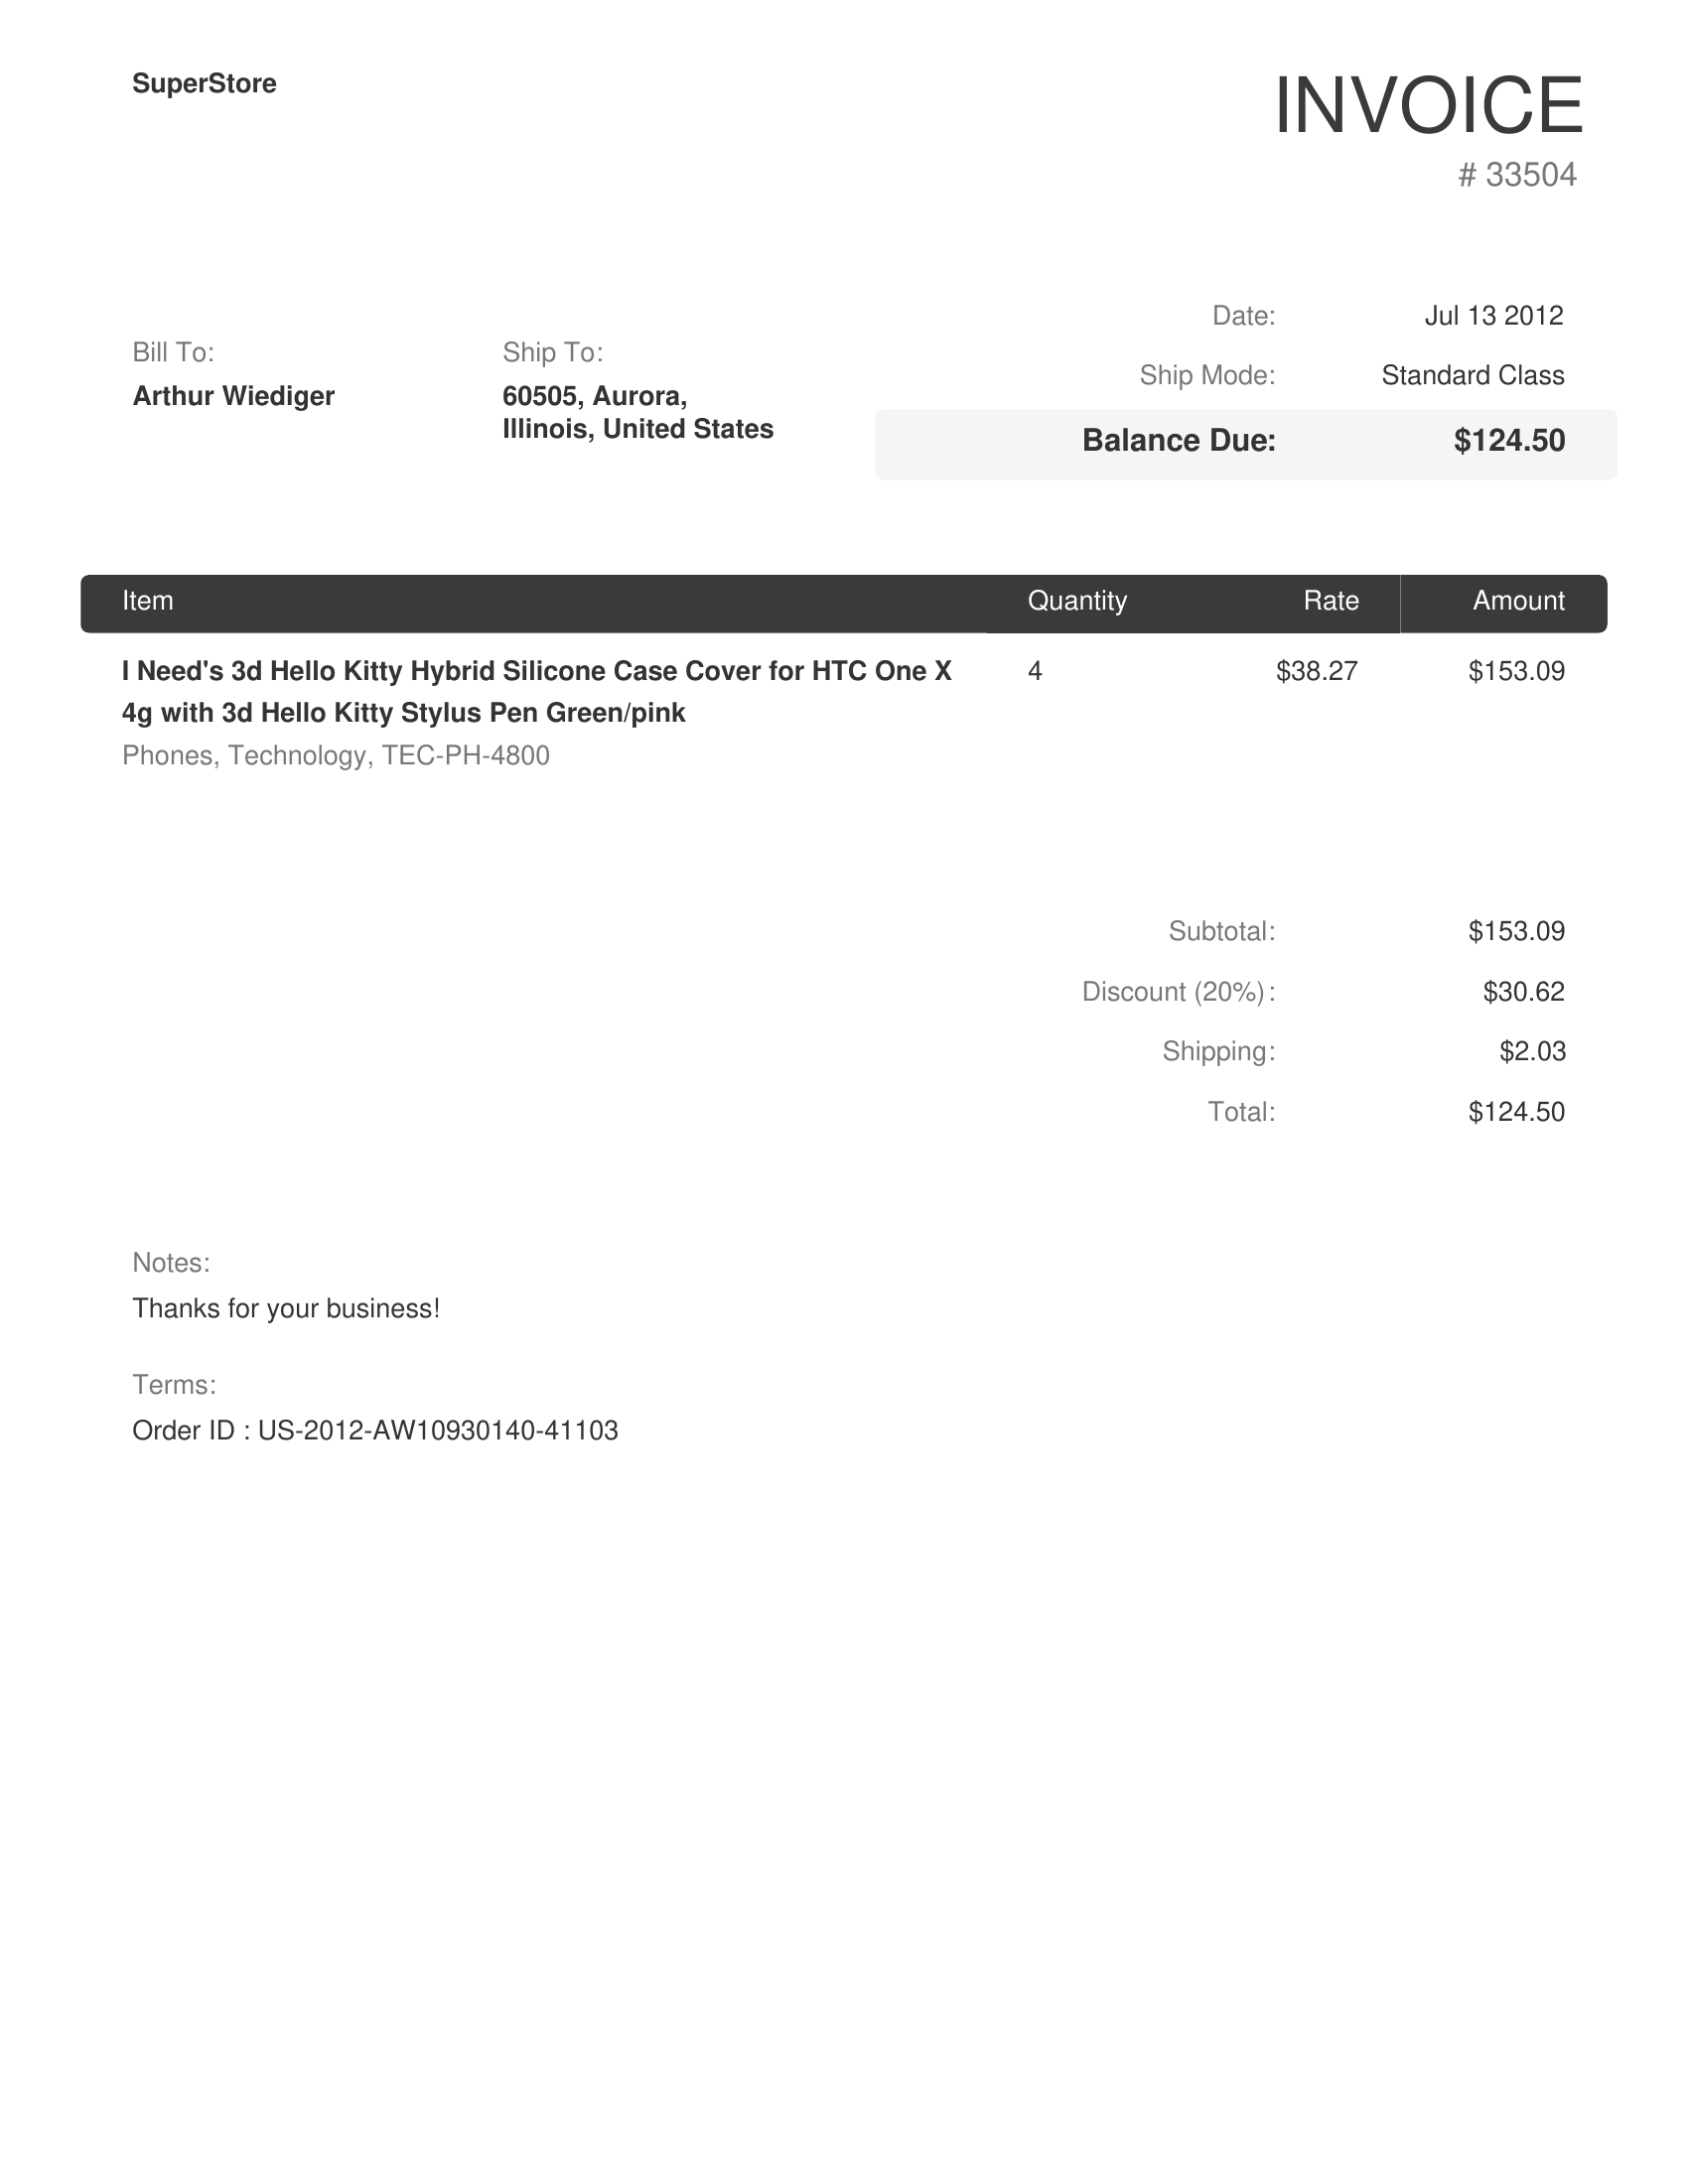 SuperStore
INVOICE
# 33504
Date: Jul 13 2012
Ship Mode: Standard Class
Balance Due: $124.50
Bill To:
Arthur Wiediger
Ship To:
60505, Aurora,
Illinois, United States
Item Quantity Rate Amount
I Need's 3d Hello Kitty Hybrid Silicone Case Cover for HTC One X 4 $38.27 $153.09
4g with 3d Hello Kitty Stylus Pen Green/pink
Phones, Technology, TEC-PH-4800
Subtotal: $153.09
Discount (20%): $30.62
Shipping: $2.03
Total: $124.50
Notes:
Thanks for your business!
Terms:
Order ID : US-2012-AW10930140-41103